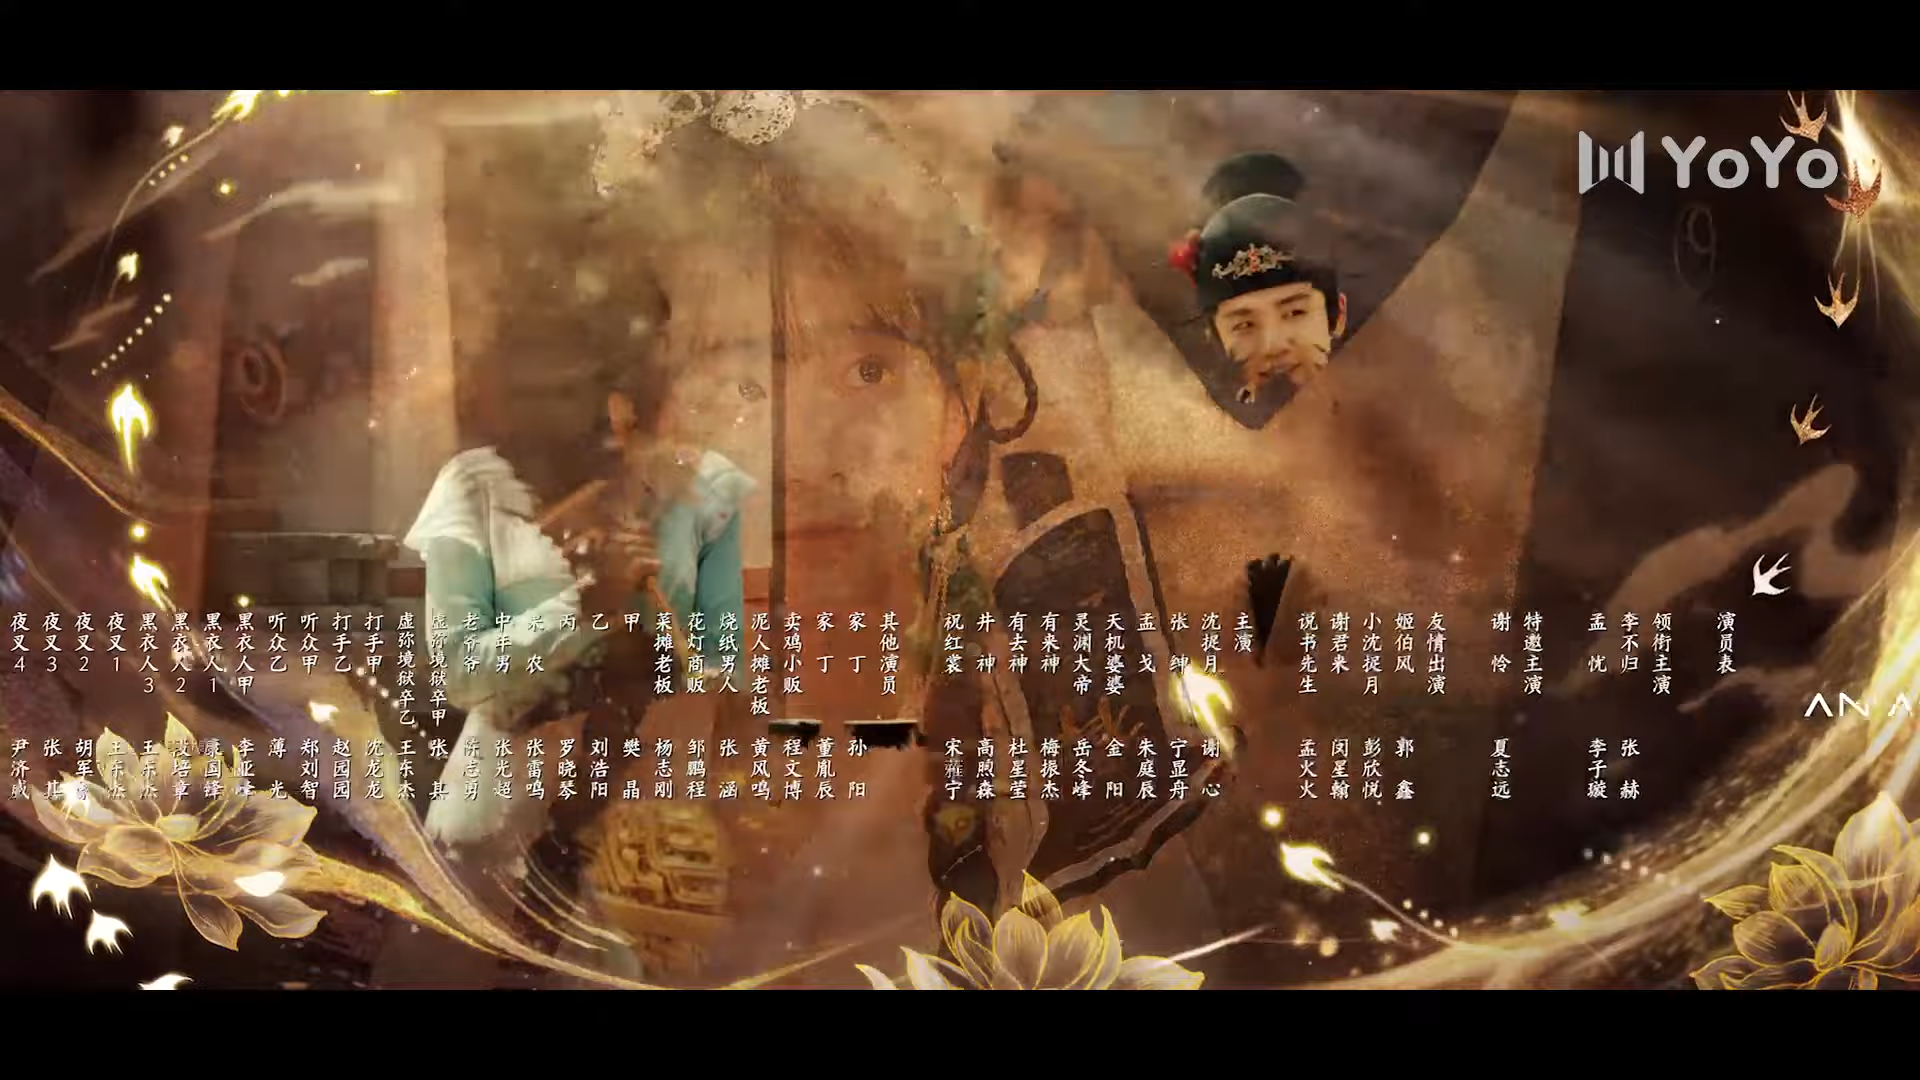 YoYo
演员表
领衔主演
李不归 张赫
孟忧 李子璇
特邀主演
谢怜 夏志远
友情出演
姬伯风 郭鑫
小沈捉月 彭欣悦
谢君来 闵星翰
说书先生 孟火火
主演
沈捉月 谢心
张绅 宁显舟
孟戈 朱庭辰
天机婆婆 金阳
灵渊大帝 岳冬峰
有来神 梅振杰
有去神 杜星莹
井神 高煦森
祝红裳 宋蕹宁
其他演员
家丁 孙阳
家丁 董胤辰
卖鸡小贩 程文博
泥人摊老板 黄风鸣
烧纸男人 张涵
花灯商贩 邹鹏程
菜摊老板 杨志刚
甲 樊晶
乙 刘浩阳
丙 罗晓琴
农 张雷鸣
中年男 张光超
老爷爷 陈志勇
虚弥境狱卒甲 张其
虚弥境狱卒乙 王东杰
打手甲 沈龙龙
打手乙 赵园园
听众甲 郑刘智
听众乙 薄光
黑衣人甲 李亚峰
黑衣人1 康国锋
黑衣人2 段培章
黑衣人3 王东杰
夜叉1 王东杰
夜叉2 胡军豪
夜叉3 张其
夜叉4 尹济威